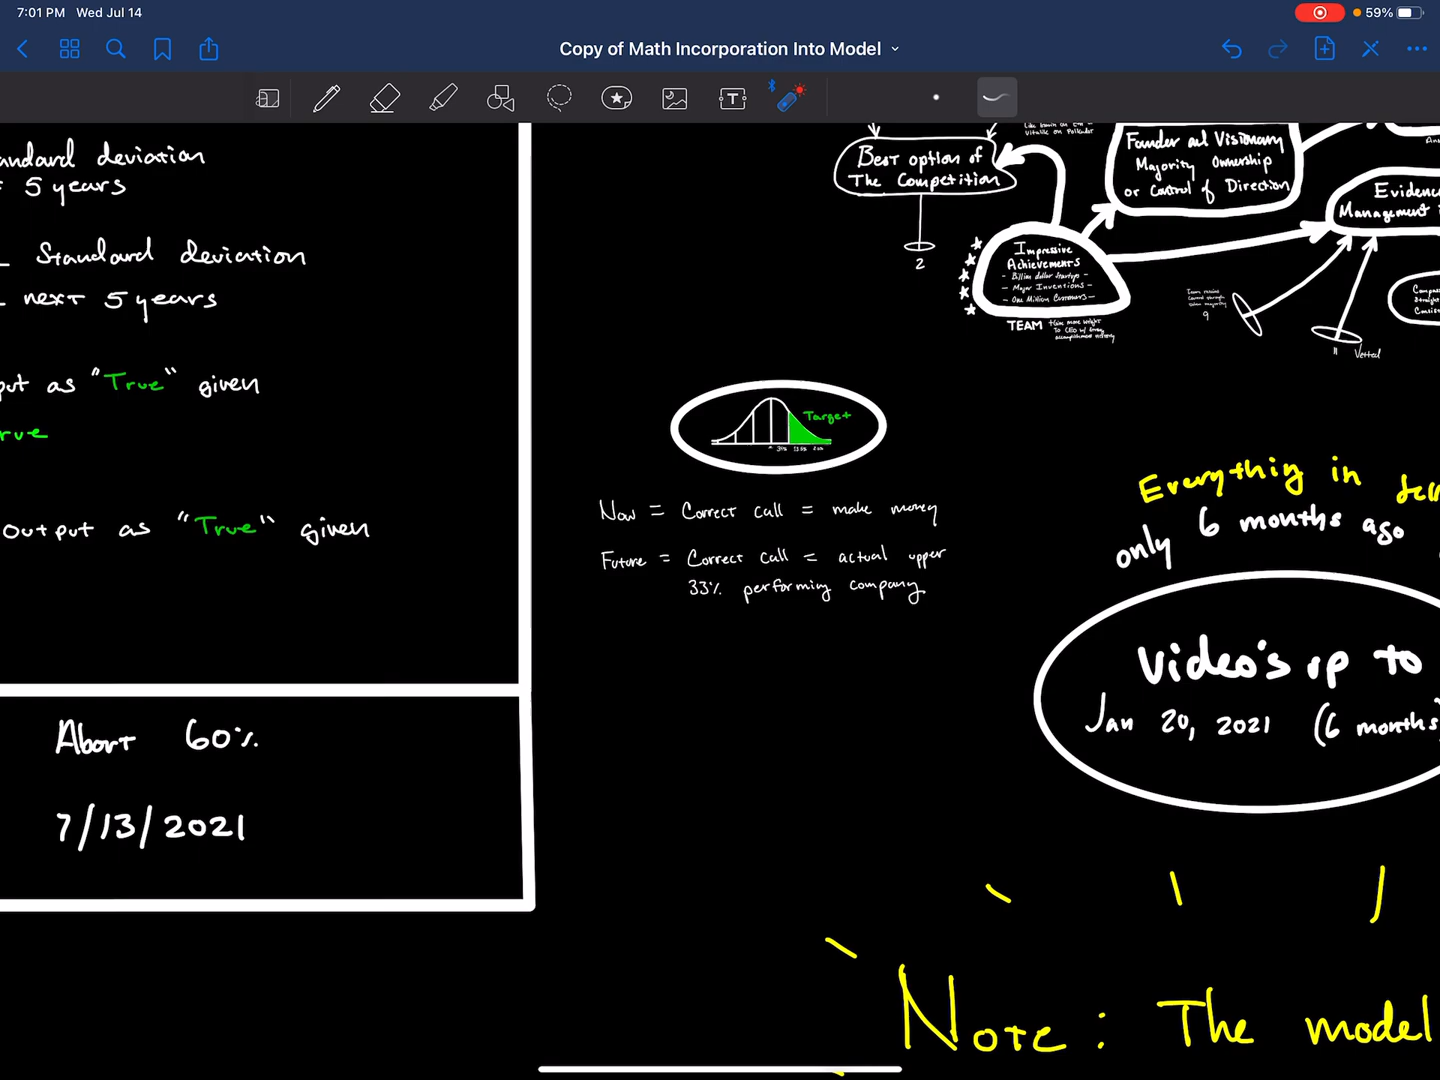 7:01 PM Wed Jul 14
59%
Copy of Math Incorporation Into Model
standard deviation
5 years
Standard deviation
next 5 years
as "True" given
output as "True" given
About 60%
7/13/2021
Best option of
The Competition
2
Founder and Visionary
Majority Ownership
or Control of Direction
Evidence
Management
Impressive
Achievements
- Billion dollar Startups
- Major Inventions -
- One Million Customers -
TEAM
9
11 Vetted
Target
Now = Correct call = make money
Future = Correct call = actual upper
33% performing company
Everything in
only 6 months ago
Video's up to
Jan 20, 2021 (6 months)
Note: The model